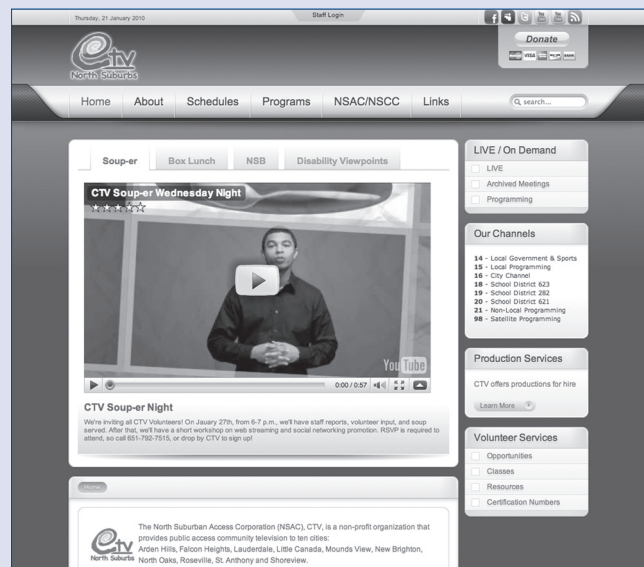 Thursday, 21 January 2010
Staff Login
Donate
VISA
CTV
North Suburbs
Home About Schedules Programs NSAC/NSCC Links
search...
Soup-er Box Lunch NSB Disability Viewpoints
CTV Soup-er Wednesday Night
YouTube
0:00 / 0:57
CTV Soup-er Night
We're inviting all CTV Volunteers! On Jauary 27th, from 6-7 p.m., we'll have staff reports, volunteer input, and soup
served. After that, we'll have a short workshop on web streaming and social networking promotion. RSVP is required to
attend, so call 651-792-7515, or drop by CTV to sign up!
LIVE / On Demand
LIVE
Archived Meetings
Programming
Our Channels
14 - Local Government & Sports
15 - Local Programming
16 - City Channel
18 - School District 623
19 - School District 282
20 - School District 621
21 - Non-Local Programming
98 - Satellite Programming
Production Services
CTV offers productions for hire
Learn More
Volunteer Services
Opportunities
Classes
Resources
Certification Numbers
Home
CTV
North Suburbs
The North Suburban Access Corporation (NSAC), CTV, is a non-profit organization that
provides public access community television to ten cities:
Arden Hills, Falcon Heights, Lauderdale, Little Canada, Mounds View, New Brighton,
North Oaks, Roseville, St. Anthony and Shoreview.